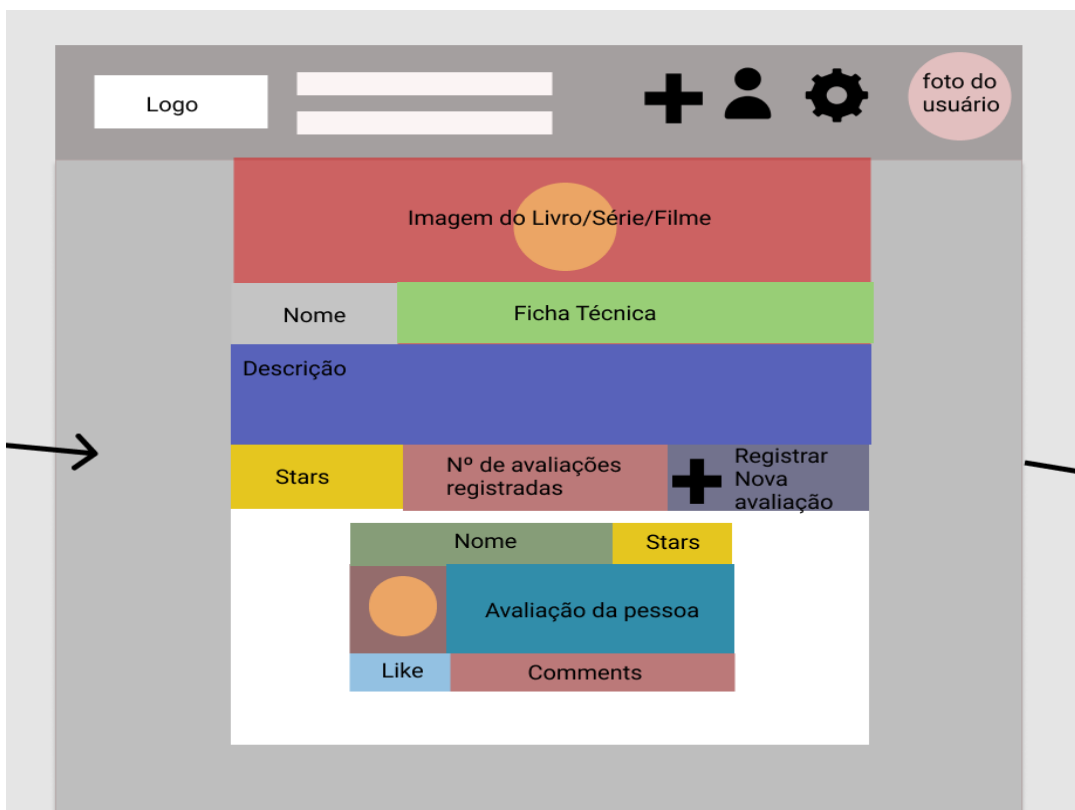 Logo
foto do
usuário
Imagem do Livro/Série/Filme
Nome
Ficha Técnica
Descrição
Stars
Nº de avaliações
registradas
Registrar
Nova
avaliação
Nome
Stars
Avaliação da pessoa
Like
Comments